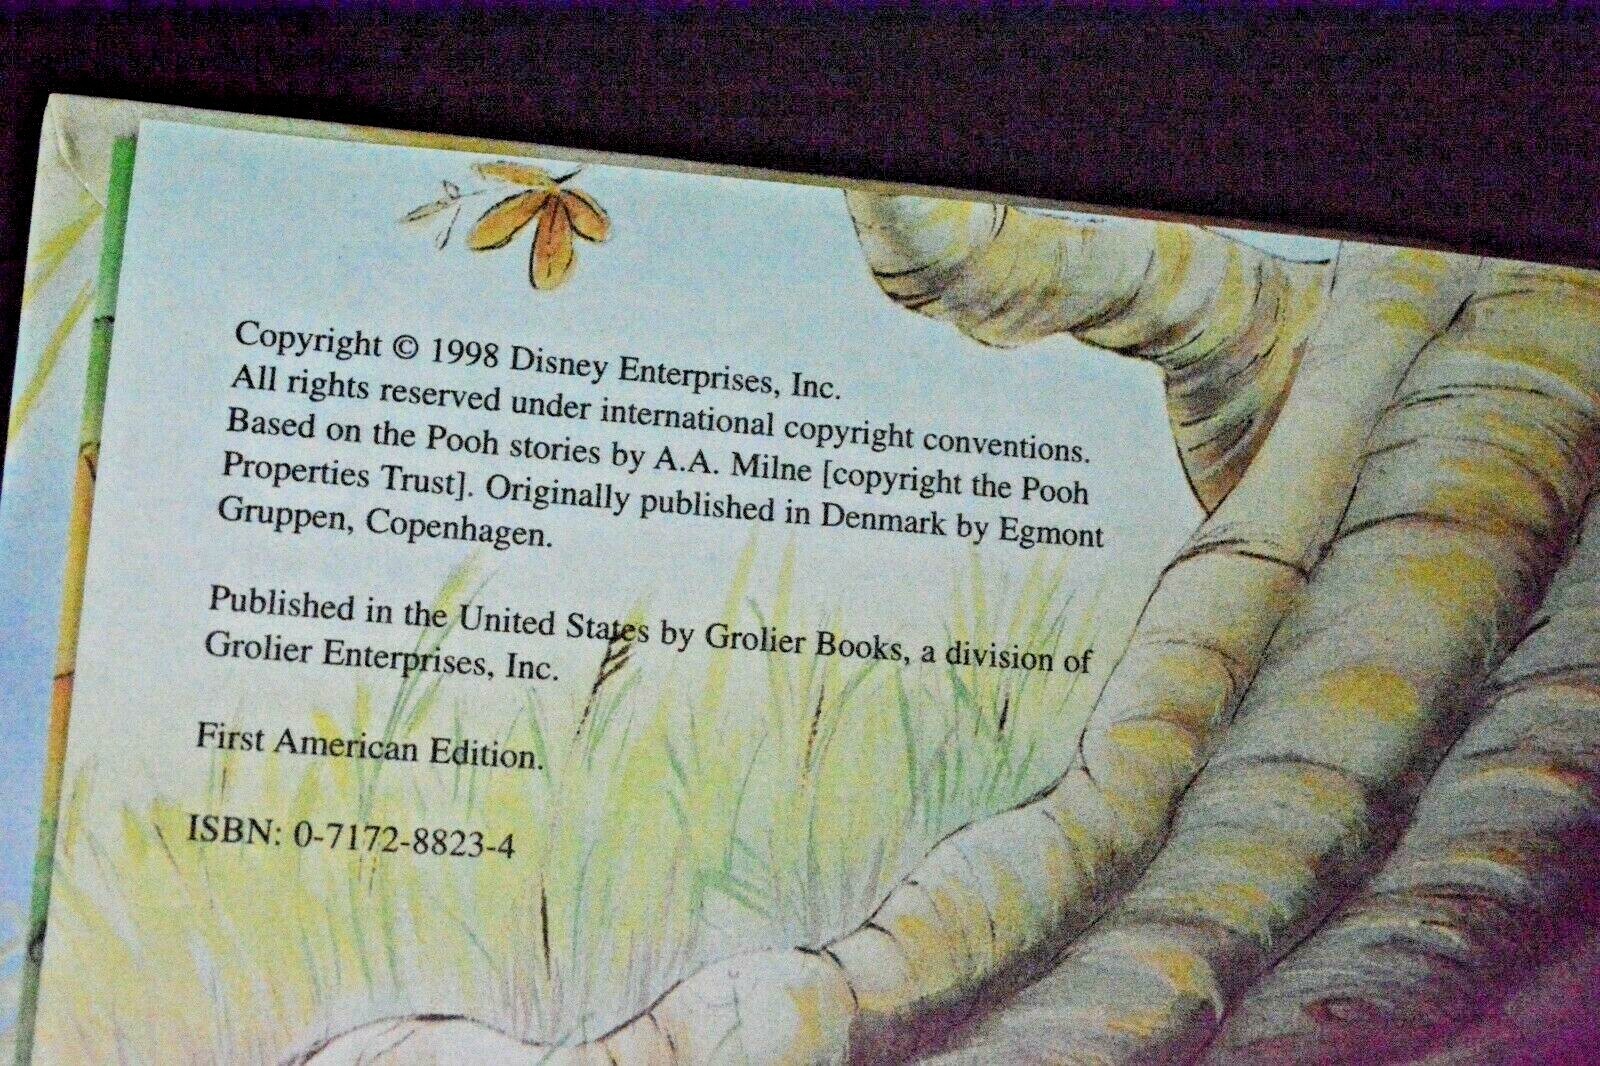 Copyright © 1998 Disney Enterprises, Inc.
All rights reserved under international copyright conventions.
Based on the Pooh stories by A.A. Milne [copyright the Pooh
Properties Trust]. Originally published in Denmark by Egmont
Gruppen, Copenhagen.
Published in the United States by Grolier Books, a division of
Grolier Enterprises, Inc.
First American Edition.
ISBN: 0-7172-8823-4